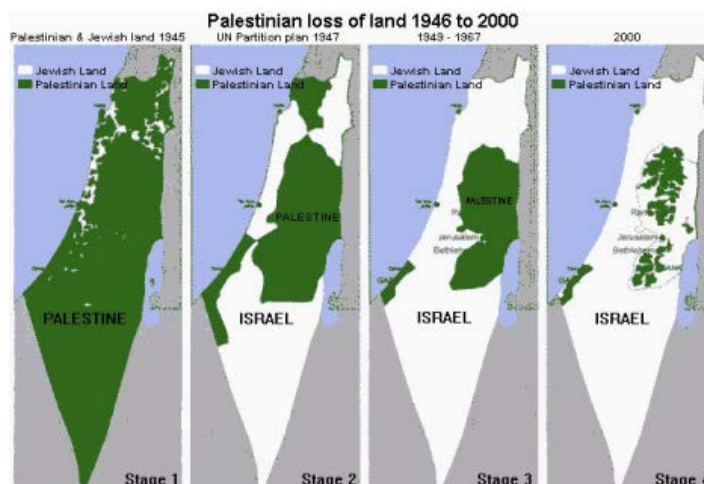 Palestinian loss of land 1946 to 2000
Palestinian & Jewish land 1945
UN Partition plan 1947
1949 - 1967
2000
Jewish Land
Palestinian Land
PALESTINE
Stage 1
Jewish Land
Palestinian Land
PALESTINE
ISRAEL
Stage 2
Jewish Land
Palestinian Land
PALESTINE
Jerusalem
Bethlehem
ISRAEL
Stage 3
Jewish Land
Palestinian Land
Jerusalem
Bethlehem
ISRAEL
Stage